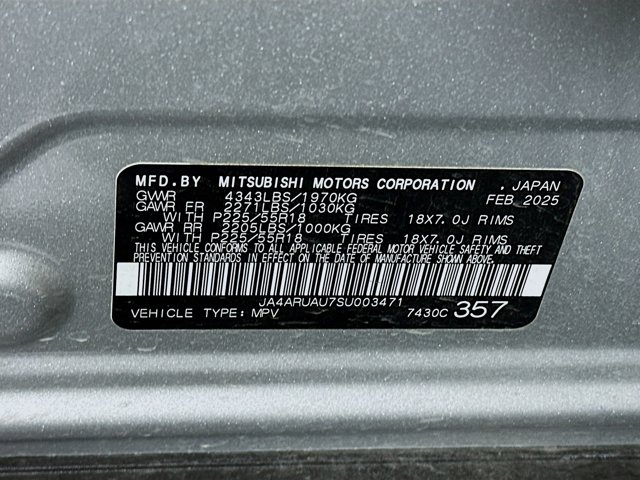 MFD.BY MITSUBISHI MOTORS CORPORATION , JAPAN
GVWR 4343LBS/1970KG FEB 2025
GAWR FR 2271LBS/1030KG
WITH P225/55R18 TIRES 18X7.0J RIMS
GAWR RR 2205LBS/1000KG
WITH P225/55R18 TIRES 18X7.0J RIMS
THIS VEHICLE CONFORMS TO ALL APPLICABLE FEDERAL MOTOR VEHICLE SAFETY AND THEFT
PREVENTION STANDARDS IN EFFECT ON THE DATE OF MANUFACTURE SHOWN ABOVE.
JA4ARUAU7SU003471
VEHICLE TYPE: MPV 7430C 357